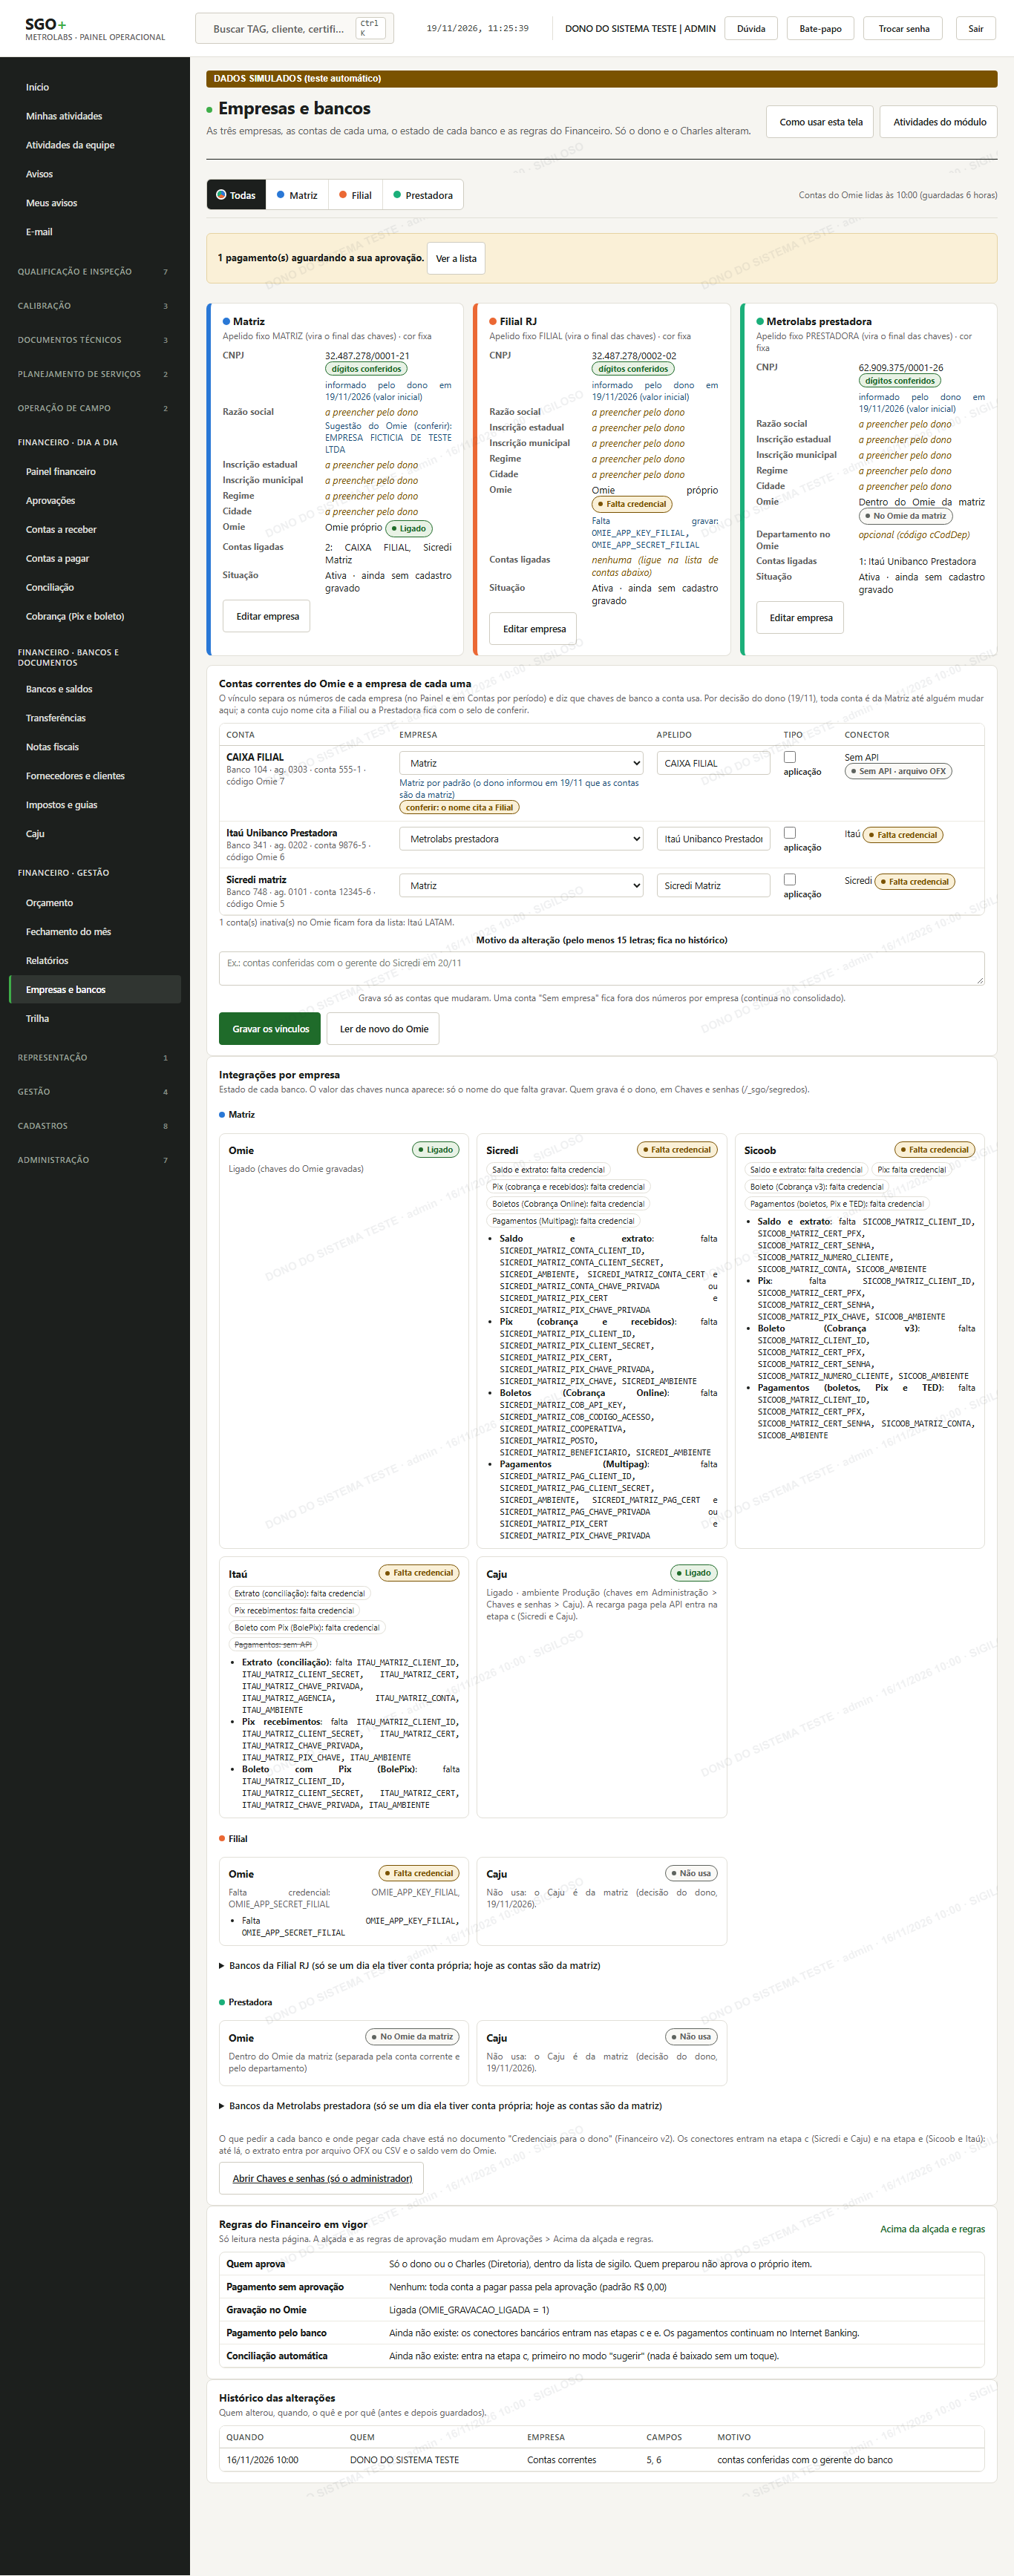 SGO+
METROLABS · PAINEL OPERACIONAL
Buscar TAG, cliente, certifi...
Ctrl K
19/11/2026, 11:25:39
DONO DO SISTEMA TESTE | ADMIN
Dúvida
Bate-papo
Trocar senha
Sair
Início
Minhas atividades
Atividades da equipe
Avisos
Meus avisos
E-mail
QUALIFICAÇÃO E INSPEÇÃO 7
CALIBRAÇÃO 3
DOCUMENTOS TÉCNICOS 3
PLANEJAMENTO DE SERVIÇOS 2
OPERAÇÃO DE CAMPO 2
FINANCEIRO · DIA A DIA
Painel financeiro
Aprovações
Contas a receber
Contas a pagar
Conciliação
Cobrança (Pix e boleto)
FINANCEIRO · BANCOS E
DOCUMENTOS
Bancos e saldos
Transferências
Notas fiscais
Fornecedores e clientes
Impostos e guias
Caju
FINANCEIRO · GESTÃO
Orçamento
Fechamento do mês
Relatórios
Empresas e bancos
Trilha
REPRESENTAÇÃO 1
GESTÃO 4
CADASTROS 8
ADMINISTRAÇÃO 7
DADOS SIMULADOS (teste automático)
Empresas e bancos
As três empresas, as contas de cada uma, o estado de cada banco e as regras do Financeiro. Só o dono e o Charles alteram.
Como usar esta tela
Atividades do módulo
Todas
Matriz
Filial
Prestadora
Contas do Omie lidas às 10:00 (guardadas 6 horas)
1 pagamento(s) aguardando a sua aprovação.
Ver a lista
Matriz
Apelido fixo MATRIZ (vira o final das chaves) · cor fixa
CNPJ 32.487.278/0001-21
dígitos conferidos
informado pelo dono em
19/11/2026 (valor inicial)
Razão social a preencher pelo dono
Sugestão do Omie (conferir):
EMPRESA FICTICIA DE TESTE
LTDA
Inscrição estadual a preencher pelo dono
Inscrição municipal a preencher pelo dono
Regime a preencher pelo dono
Cidade a preencher pelo dono
Omie Omie próprio Ligado
Contas ligadas 2: CAIXA FILIAL, Sicredi
Matriz
Situação Ativa · ainda sem cadastro
gravado
Editar empresa
Filial RJ
Apelido fixo FILIAL (vira o final das chaves) · cor fixa
CNPJ 32.487.278/0002-02
dígitos conferidos
informado pelo dono em
19/11/2026 (valor inicial)
Razão social a preencher pelo dono
Inscrição estadual a preencher pelo dono
Inscrição municipal a preencher pelo dono
Regime a preencher pelo dono
Cidade a preencher pelo dono
Omie Omie próprio
Falta credencial
Falta gravar:
OMIE_APP_KEY_FILIAL,
OMIE_APP_SECRET_FILIAL
Contas ligadas nenhuma (ligue na lista de
contas abaixo)
Situação Ativa · ainda sem cadastro
gravado
Editar empresa
Metrolabs prestadora
Apelido fixo PRESTADORA (vira o final das chaves) · cor
fixa
CNPJ 62.909.375/0001-26
dígitos conferidos
informado pelo dono em
19/11/2026 (valor inicial)
Razão social a preencher pelo dono
Inscrição estadual a preencher pelo dono
Inscrição municipal a preencher pelo dono
Regime a preencher pelo dono
Cidade a preencher pelo dono
Omie Dentro do Omie da matriz
No Omie da matriz
Departamento no
Omie
opcional (código cCodDep)
Contas ligadas 1: Itaú Unibanco Prestadora
Situação Ativa · ainda sem cadastro
gravado
Editar empresa
Contas correntes do Omie e a empresa de cada uma
O vínculo separa os números de cada empresa (no Painel e em Contas por período) e diz que chaves de banco a conta usa. Por decisão do dono (19/11), toda conta é da Matriz até alguém mudar
aqui; a conta cujo nome cita a Filial ou a Prestadora fica com o selo de conferir.
CONTA EMPRESA APELIDO TIPO CONECTOR
CAIXA FILIAL
Banco 104 · ag. 0303 · conta 555-1 ·
código Omie 7
Matriz
Matriz por padrão (o dono informou em 19/11 que as contas
são da matriz)
conferir: o nome cita a Filial
CAIXA FILIAL
aplicação
Sem API
Sem API · arquivo OFX
Itaú Unibanco Prestadora
Banco 341 · ag. 0202 · conta 9876-5 ·
código Omie 6
Metrolabs prestadora
Itaú Unibanco Prestador
aplicação
Itaú Falta credencial
Sicredi matriz
Banco 748 · ag. 0101 · conta 12345-6 ·
código Omie 5
Matriz
Sicredi Matriz
aplicação
Sicredi Falta credencial
1 conta(s) inativa(s) no Omie ficam fora da lista: Itaú LATAM.
Motivo da alteração (pelo menos 15 letras; fica no histórico)
Ex.: contas conferidas com o gerente do Sicredi em 20/11
Grava só as contas que mudaram. Uma conta "Sem empresa" fica fora dos números por empresa (continua no consolidado).
Gravar os vínculos
Ler de novo do Omie
Integrações por empresa
Estado de cada banco. O valor das chaves nunca aparece: só o nome do que falta gravar. Quem grava é o dono, em Chaves e senhas (/_sgo/segredos).
Matriz
Omie Ligado
Ligado (chaves do Omie gravadas)
Sicredi Falta credencial
Saldo e extrato: falta credencial
Pix (cobrança e recebidos): falta credencial
Boletos (Cobrança Online): falta credencial
Pagamentos (Multipag): falta credencial
• Saldo e extrato: falta
SICREDI_MATRIZ_CONTA_CLIENT_ID,
SICREDI_MATRIZ_CONTA_CLIENT_SECRET,
SICREDI_AMBIENTE, SICREDI_MATRIZ_CONTA_CERT e
SICREDI_MATRIZ_CONTA_CHAVE_PRIVADA ou
SICREDI_MATRIZ_PIX_CERT e
SICREDI_MATRIZ_PIX_CHAVE_PRIVADA
• Pix (cobrança e recebidos): falta
SICREDI_MATRIZ_PIX_CLIENT_ID,
SICREDI_MATRIZ_PIX_CLIENT_SECRET,
SICREDI_MATRIZ_PIX_CERT,
SICREDI_MATRIZ_PIX_CHAVE_PRIVADA,
SICREDI_MATRIZ_PIX_CHAVE, SICREDI_AMBIENTE
• Boletos (Cobrança Online): falta
SICREDI_MATRIZ_COB_API_KEY,
SICREDI_MATRIZ_COB_CODIGO_ACESSO,
SICREDI_MATRIZ_COOPERATIVA,
SICREDI_MATRIZ_POSTO,
SICREDI_MATRIZ_BENEFICIARIO, SICREDI_AMBIENTE
• Pagamentos (Multipag): falta
SICREDI_MATRIZ_PAG_CLIENT_ID,
SICREDI_MATRIZ_PAG_CLIENT_SECRET,
SICREDI_AMBIENTE, SICREDI_MATRIZ_PAG_CERT e
SICREDI_MATRIZ_PAG_CHAVE_PRIVADA ou
SICREDI_MATRIZ_PIX_CERT e
SICREDI_MATRIZ_PIX_CHAVE_PRIVADA
Sicoob Falta credencial
Saldo e extrato: falta credencial
Pix: falta credencial
Boleto (Cobrança v3): falta credencial
Pagamentos (boletos, Pix e TED): falta credencial
• Saldo e extrato: falta SICOOB_MATRIZ_CLIENT_ID,
SICOOB_MATRIZ_CERT_PFX,
SICOOB_MATRIZ_CERT_SENHA,
SICOOB_MATRIZ_NUMERO_CLIENTE,
SICOOB_MATRIZ_CONTA, SICOOB_AMBIENTE
• Pix: falta SICOOB_MATRIZ_CLIENT_ID,
SICOOB_MATRIZ_CERT_PFX,
SICOOB_MATRIZ_CERT_SENHA,
SICOOB_MATRIZ_PIX_CHAVE, SICOOB_AMBIENTE
• Boleto (Cobrança v3): falta
SICOOB_MATRIZ_CLIENT_ID,
SICOOB_MATRIZ_CERT_PFX,
SICOOB_MATRIZ_CERT_SENHA,
SICOOB_MATRIZ_NUMERO_CLIENTE, SICOOB_AMBIENTE
• Pagamentos (boletos, Pix e TED): falta
SICOOB_MATRIZ_CLIENT_ID,
SICOOB_MATRIZ_CERT_PFX,
SICOOB_MATRIZ_CERT_SENHA, SICOOB_MATRIZ_CONTA,
SICOOB_AMBIENTE
Itaú Falta credencial
Extrato (conciliação): falta credencial
Pix recebimentos: falta credencial
Boleto com Pix (BolePix): falta credencial
Pagamentos: sem API
• Extrato (conciliação): falta ITAU_MATRIZ_CLIENT_ID,
ITAU_MATRIZ_CLIENT_SECRET, ITAU_MATRIZ_CERT,
ITAU_MATRIZ_CHAVE_PRIVADA,
ITAU_MATRIZ_AGENCIA, ITAU_MATRIZ_CONTA,
ITAU_AMBIENTE
• Pix recebimentos: falta ITAU_MATRIZ_CLIENT_ID,
ITAU_MATRIZ_CLIENT_SECRET, ITAU_MATRIZ_CERT,
ITAU_MATRIZ_CHAVE_PRIVADA,
ITAU_MATRIZ_PIX_CHAVE, ITAU_AMBIENTE
• Boleto com Pix (BolePix): falta
ITAU_MATRIZ_CLIENT_ID,
ITAU_MATRIZ_CLIENT_SECRET, ITAU_MATRIZ_CERT,
ITAU_MATRIZ_CHAVE_PRIVADA, ITAU_AMBIENTE
Caju Ligado
Ligado · ambiente Produção (chaves em Administração >
Chaves e senhas > Caju). A recarga paga pela API entra na
etapa c (Sicredi e Caju).
Filial
Omie Falta credencial
Falta credencial: OMIE_APP_KEY_FILIAL,
OMIE_APP_SECRET_FILIAL
• Falta OMIE_APP_KEY_FILIAL,
OMIE_APP_SECRET_FILIAL
Caju Não usa
Não usa: o Caju é da matriz (decisão do dono,
19/11/2026).
Bancos da Filial RJ (só se um dia ela tiver conta própria; hoje as contas são da matriz)
Prestadora
Omie No Omie da matriz
Dentro do Omie da matriz (separada pela conta corrente e
pelo departamento)
Caju Não usa
Não usa: o Caju é da matriz (decisão do dono,
19/11/2026).
Bancos da Metrolabs prestadora (só se um dia ela tiver conta própria; hoje as contas são da matriz)
O que pedir a cada banco e onde pegar cada chave está no documento "Credenciais para o dono" (Financeiro v2). Os conectores entram na etapa c (Sicredi e Caju) e na etapa e (Sicoob e Itaú);
até lá, o extrato entra por arquivo OFX ou CSV e o saldo vem do Omie.
Abrir Chaves e senhas (só o administrador)
Regras do Financeiro em vigor
Só leitura nesta página. A alçada e as regras de aprovação mudam em Aprovações > Acima da alçada e regras.
Acima da alçada e regras
Quem aprova Só o dono ou o Charles (Diretoria), dentro da lista de sigilo. Quem preparou não aprova o próprio item.
Pagamento sem aprovação Nenhum: toda conta a pagar passa pela aprovação (padrão R$ 0,00)
Gravação no Omie Ligada (OMIE_GRAVACAO_LIGADA = 1)
Pagamento pelo banco Ainda não existe: os conectores bancários entram nas etapas c e e. Os pagamentos continuam no Internet Banking.
Conciliação automática Ainda não existe: entra na etapa c, primeiro no modo "sugerir" (nada é baixado sem um toque).
Histórico das alterações
Quem alterou, quando, o quê e por quê (antes e depois guardados).
QUANDO QUEM EMPRESA CAMPOS MOTIVO
16/11/2026 10:00 DONO DO SISTEMA TESTE Contas correntes 5, 6 contas conferidas com o gerente do banco
DONO DO SISTEMA TESTE · admin · 16/11/2026 10:00 · SIGILOSO